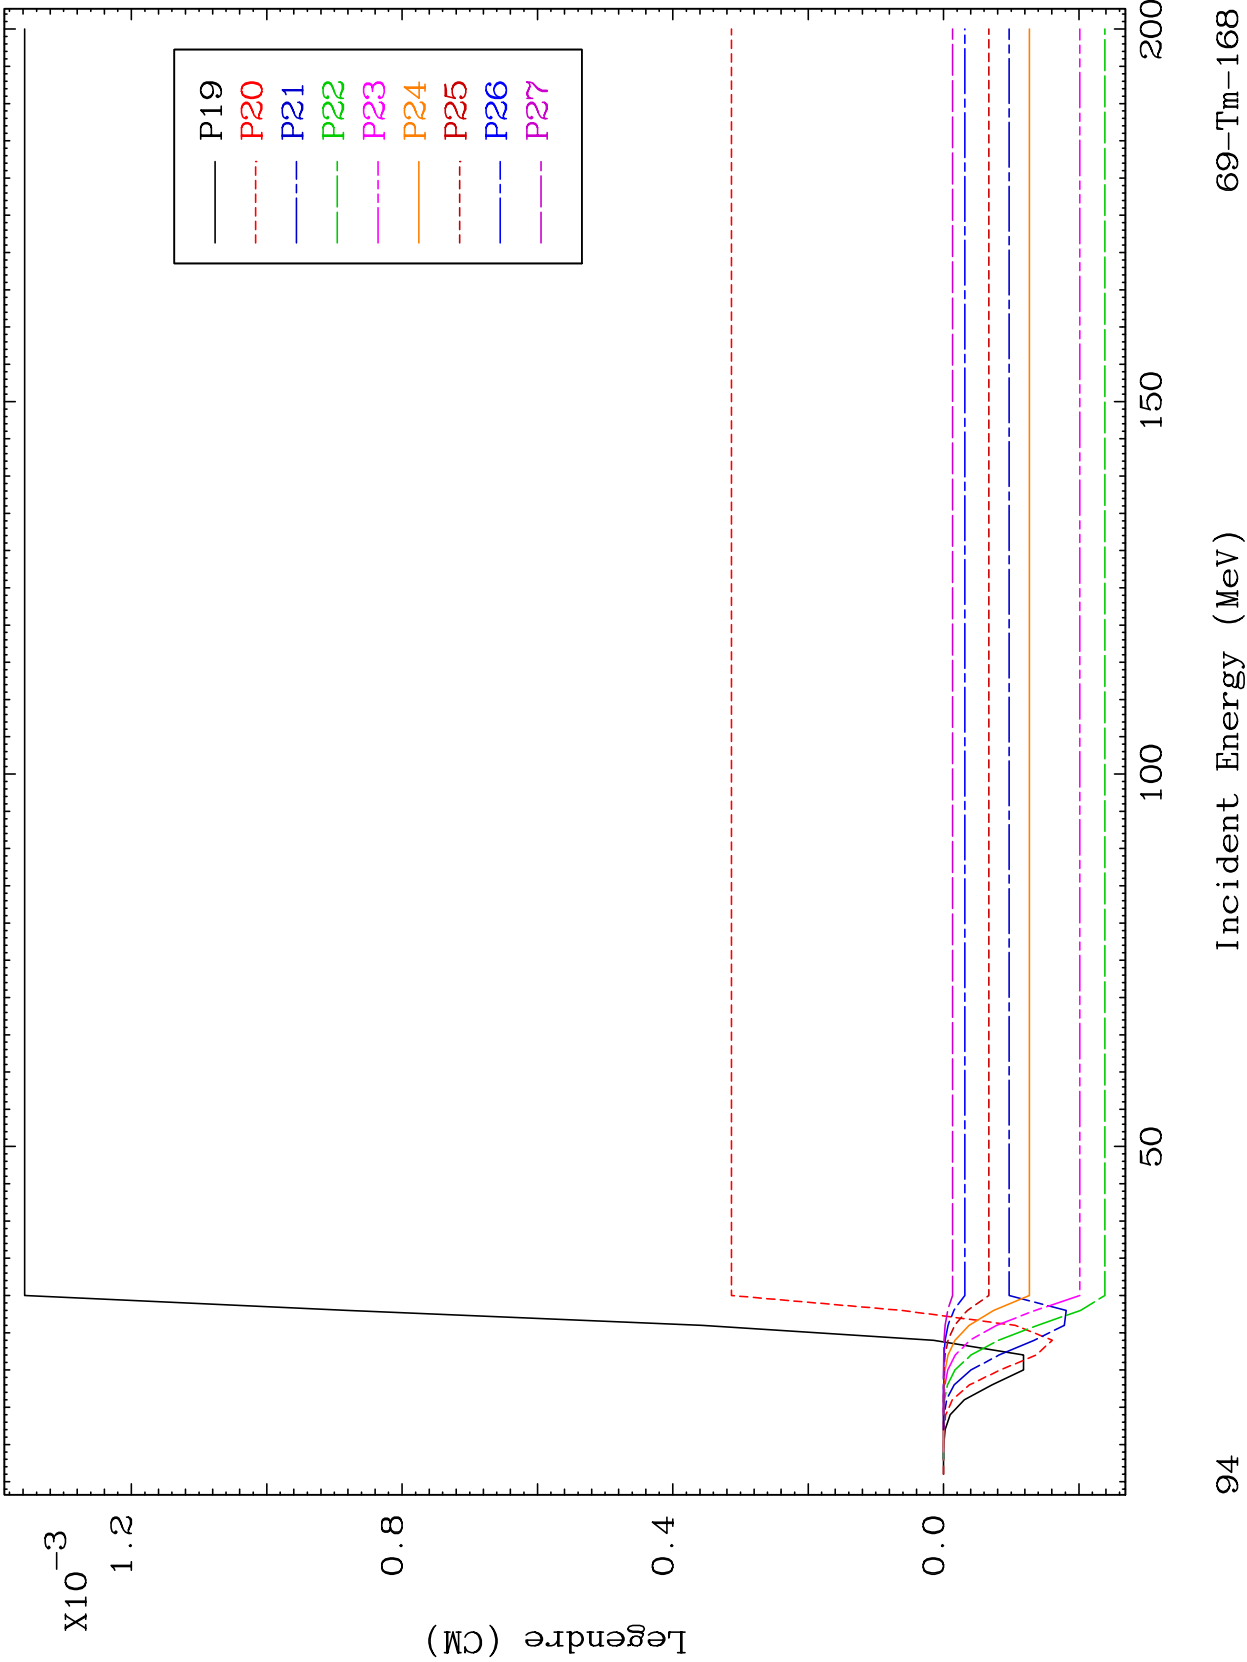 X10-3
1.2
0.8
0.4
0.0
Legendre (CM)
P19
P20
P21
P22
P23
P24
P25
P26
P27
50
100
150
200
Incident Energy (MeV)
94
69-Tm-168